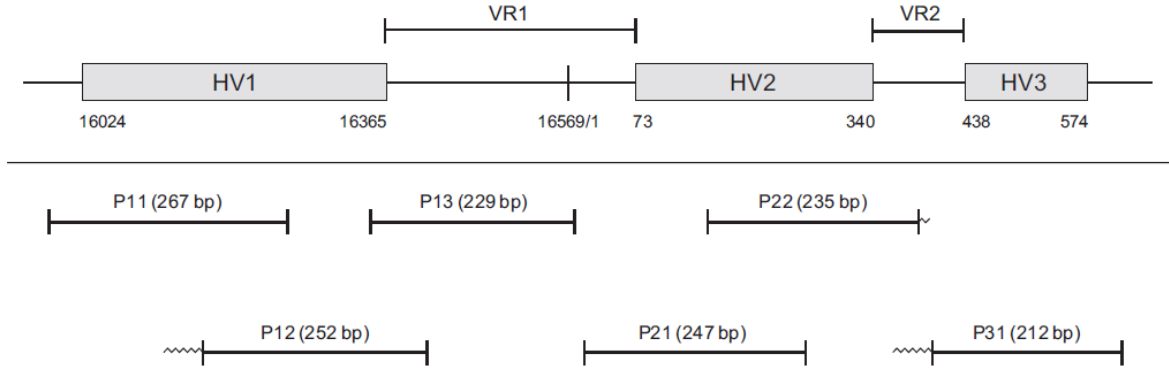 VR1 VR2
HV1 HV2 HV3
16024 16365 16569/1 73 340 438 574
P11 (267 bp) P13 (229 bp) P22 (235 bp)
P12 (252 bp) P21 (247 bp) P31 (212 bp)